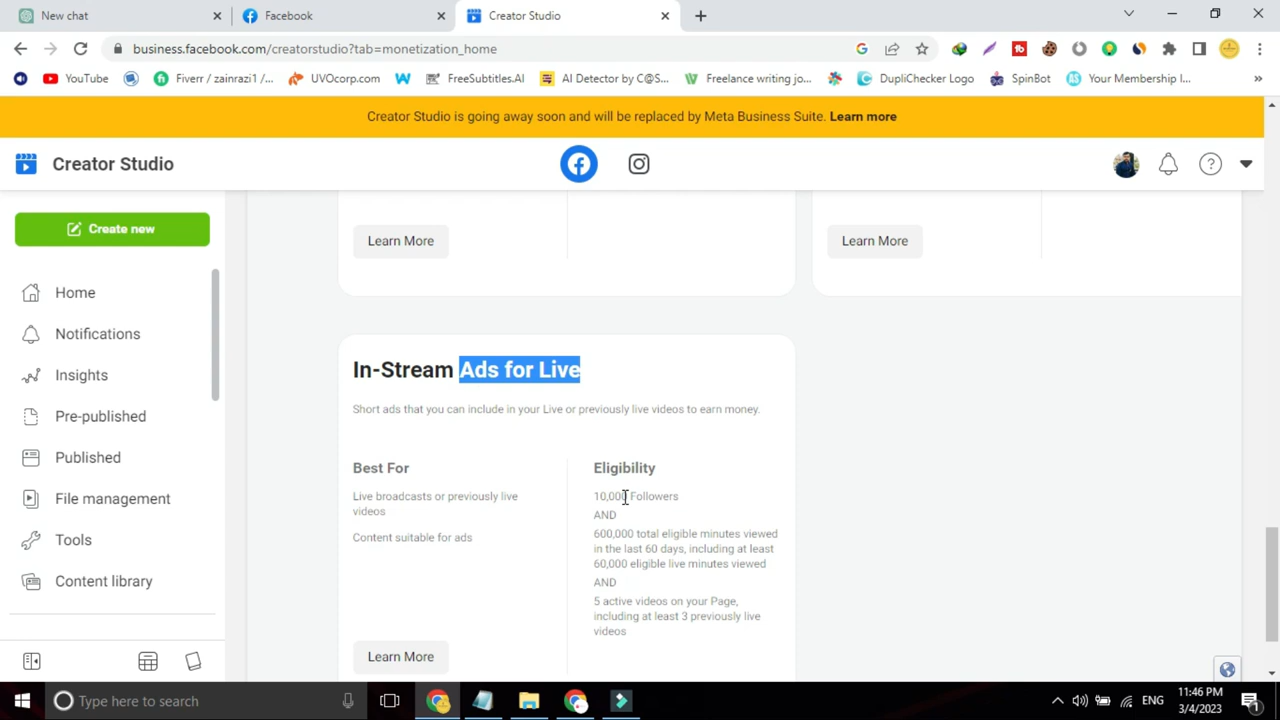 New chat
Facebook
Creator Studio
business.facebook.com/creatorstudio?tab=monetization_home
YouTube
Fiverr / zainrazi1/...
UVOcorp.com
FreeSubtitles.AI
AI Detector by C@S...
Freelance writing jo...
DupliChecker Logo
SpinBot
Your Membership I...
Creator Studio is going away soon and will be replaced by Meta Business Suite. Learn more
Creator Studio
Create new
Home
Notifications
Insights
Pre-published
Published
File management
Tools
Content library
Learn More
Learn More
In-Stream Ads for Live
Short ads that you can include in your Live or previously live videos to earn money.
Best For
Live broadcasts or previously live
videos
Content suitable for ads
Eligibility
10,000 Followers
AND
600,000 total eligible minutes viewed
in the last 60 days, including at least
60,000 eligible live minutes viewed
AND
5 active videos on your Page,
including at least 3 previously live
videos
Learn More
Type here to search
ENG
11:46 PM
3/4/2023